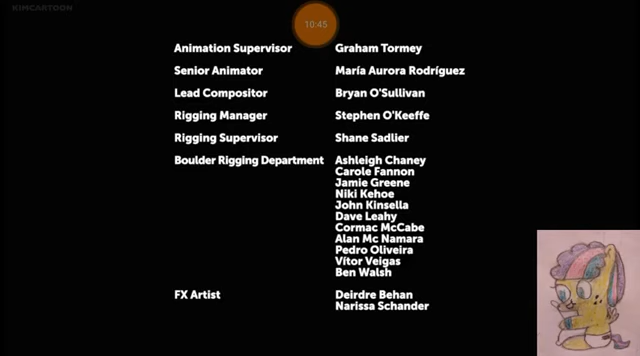 KIMCARTOON
10:45
Animation Supervisor Graham Tormey
Senior Animator María Aurora Rodríguez
Lead Compositor Bryan O'Sullivan
Rigging Manager Stephen O'Keeffe
Rigging Supervisor Shane Sadlier
Boulder Rigging Department Ashleigh Chaney
Carole Fannon
Jamie Greene
Niki Kehoe
John Kinsella
Dave Leahy
Cormac McCabe
Alan Mc Namara
Pedro Oliveira
Vítor Veigas
Ben Walsh
FX Artist Deirdre Behan
Narissa Schander